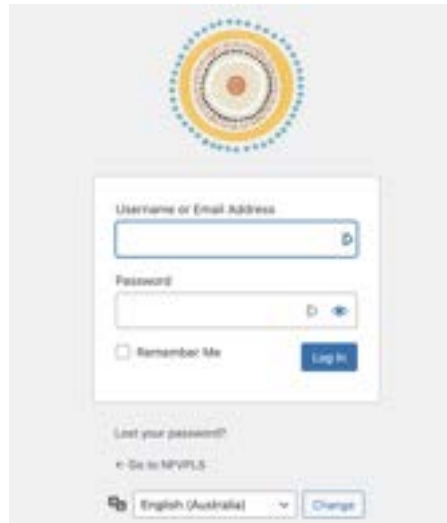 Username or Email Address
Password
Remember Me
Log In
Lost your password?
← Go to NFVPLS
English (Australia)
Change